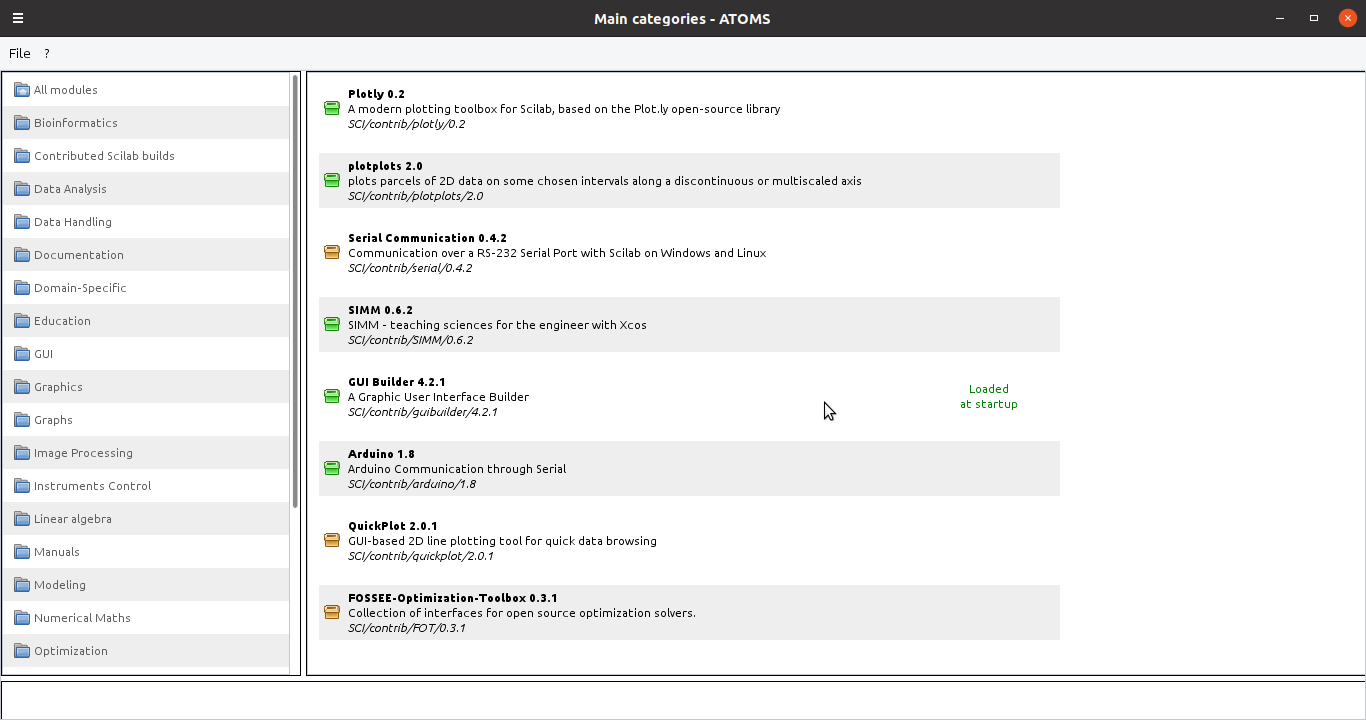 Main categories - ATOMS
File ?
All modules
Bioinformatics
Contributed Scilab builds
Data Analysis
Data Handling
Documentation
Domain-Specific
Education
GUI
Graphics
Graphs
Image Processing
Instruments Control
Linear algebra
Manuals
Modeling
Numerical Maths
Optimization
Plotly 0.2
A modern plotting toolbox for Scilab, based on the Plot.ly open-source library
SCI/contrib/plotly/0.2
plotplots 2.0
plots parcels of 2D data on some chosen intervals along a discontinuous or multiscaled axis
SCI/contrib/plotplots/2.0
Serial Communication 0.4.2
Communication over a RS-232 Serial Port with Scilab on Windows and Linux
SCI/contrib/serial/0.4.2
SIMM 0.6.2
SIMM - teaching sciences for the engineer with Xcos
SCI/contrib/SIMM/0.6.2
GUI Builder 4.2.1
A Graphic User Interface Builder
SCI/contrib/guibuilder/4.2.1
Loaded
at startup
Arduino 1.8
Arduino Communication through Serial
SCI/contrib/arduino/1.8
QuickPlot 2.0.1
GUI-based 2D line plotting tool for quick data browsing
SCI/contrib/quickplot/2.0.1
FOSSEE-Optimization-Toolbox 0.3.1
Collection of interfaces for open source optimization solvers.
SCI/contrib/FOT/0.3.1